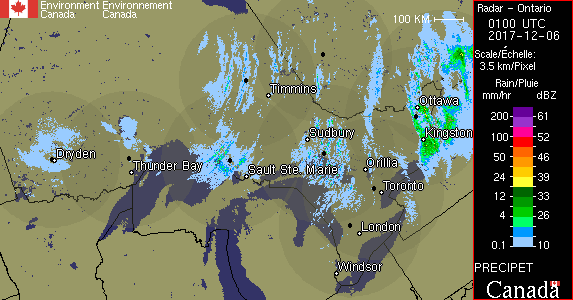 Environment Environnement
Canada Canada
100 KM
Timmins
Ottawa
Sudbury
Kingston
Dryden
Thunder Bay
Sault Ste. Marie
Orillia
Toronto
London
Windsor
Radar - Ontario
0100 UTC
2017-12-06
Scale/Échelle:
3.5 km/Pixel
Rain/Pluie
mm/hr dBZ
200 61
100 52
50 46
24 39
12 33
4 26
0.1 10
PRECIPET
Canada